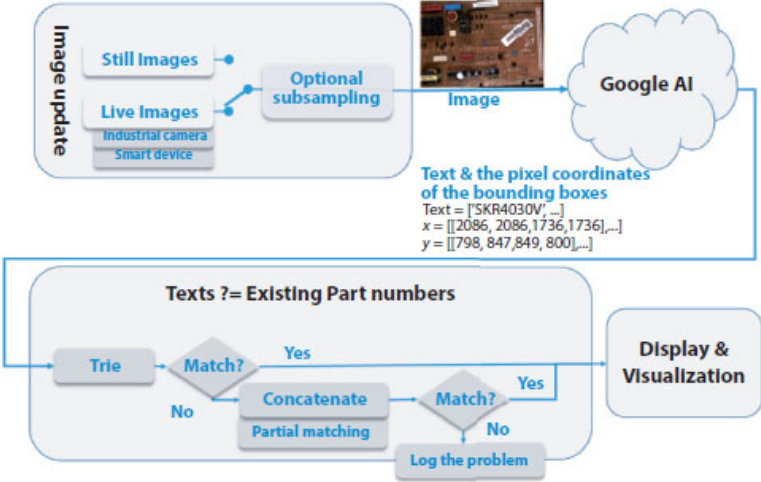 Image update
Still Images
Live Images
Industrial camera
Smart device
Optional
subsampling
Image
Google AI
Text & the pixel coordinates
of the bounding boxes
Text = ['SKR4030V', ...]
x = [[2086, 2086,1736,1736],...]
y = [[798, 847,849, 800],...]
Texts ?= Existing Part numbers
Trie
Match?
Yes
No
Concatenate
Partial matching
Match?
Yes
No
Log the problem
Display &
Visualization